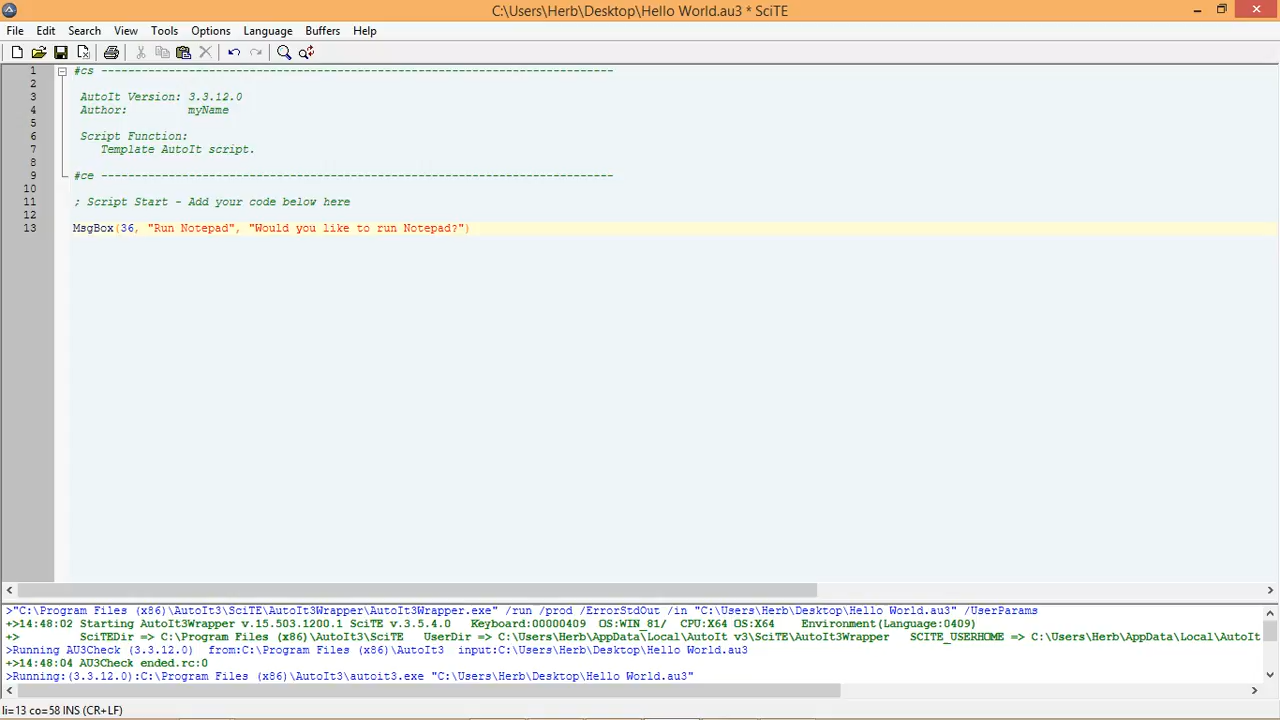 C:\Users\Herb\Desktop\Hello World.au3 * SciTE
File Edit Search View Tools Options Language Buffers Help
1 #cs ----------------------------------------------------------------------------
2
3 AutoIt Version: 3.3.12.0
4 Author: myName
5
6 Script Function:
7 Template AutoIt script.
8
9 #ce ----------------------------------------------------------------------------
10
11 ; Script Start - Add your code below here
12
13 MsgBox(36, "Run Notepad", "Would you like to run Notepad?")
>"C:\Program Files (x86)\AutoIt3\SciTE\AutoIt3Wrapper\AutoIt3Wrapper.exe" /run /prod /ErrorStdOut /in "C:\Users\Herb\Desktop\Hello World.au3" /UserParams
+>14:48:02 Starting AutoIt3Wrapper v.15.503.1200.1 SciTE v.3.5.4.0 Keyboard:00000409 OS:WIN_81/ CPU:X64 OS:X64 Environment(Language:0409)
+> SciTEDir => C:\Program Files (x86)\AutoIt3\SciTE UserDir => C:\Users\Herb\AppData\Local\AutoIt v3\SciTE\AutoIt3Wrapper SCITE_USERHOME => C:\Users\Herb\AppData\Local\AutoIt
>Running AU3Check (3.3.12.0) from:C:\Program Files (x86)\AutoIt3 input:C:\Users\Herb\Desktop\Hello World.au3
+>14:48:04 AU3Check ended.rc:0
>Running:(3.3.12.0):C:\Program Files (x86)\AutoIt3\autoit3.exe "C:\Users\Herb\Desktop\Hello World.au3"
li=13 co=58 INS (CR+LF)